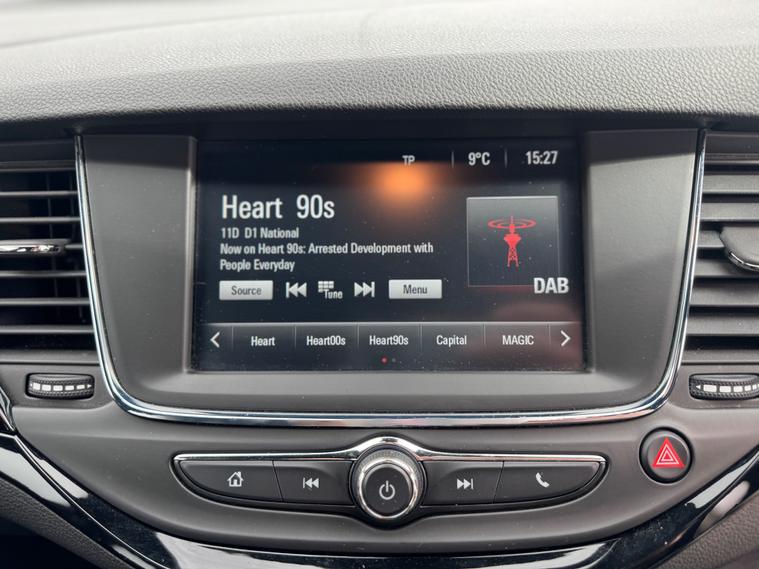 TP 9°C 15:27
Heart 90s
11D D1 National
Now on Heart 90s: Arrested Development with
People Everyday
DAB
Source Tune Menu
Heart Heart00s Heart90s Capital MAGIC